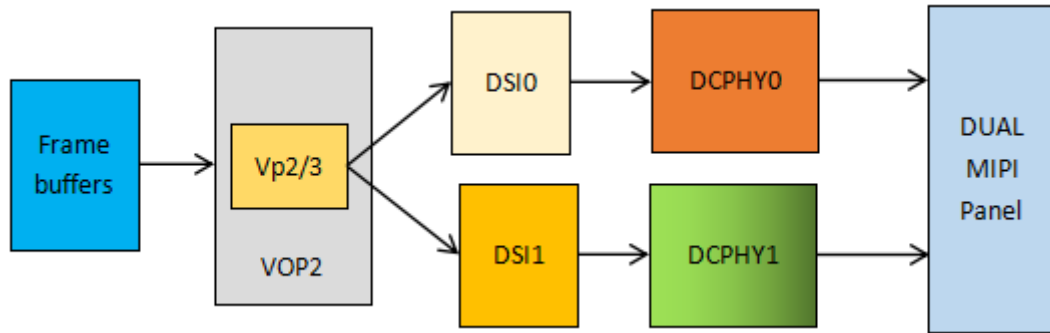 Frame
buffers
Vp2/3
VOP2
DSI0
DCPHY0
DSI1
DCPHY1
DUAL
MIPI
Panel